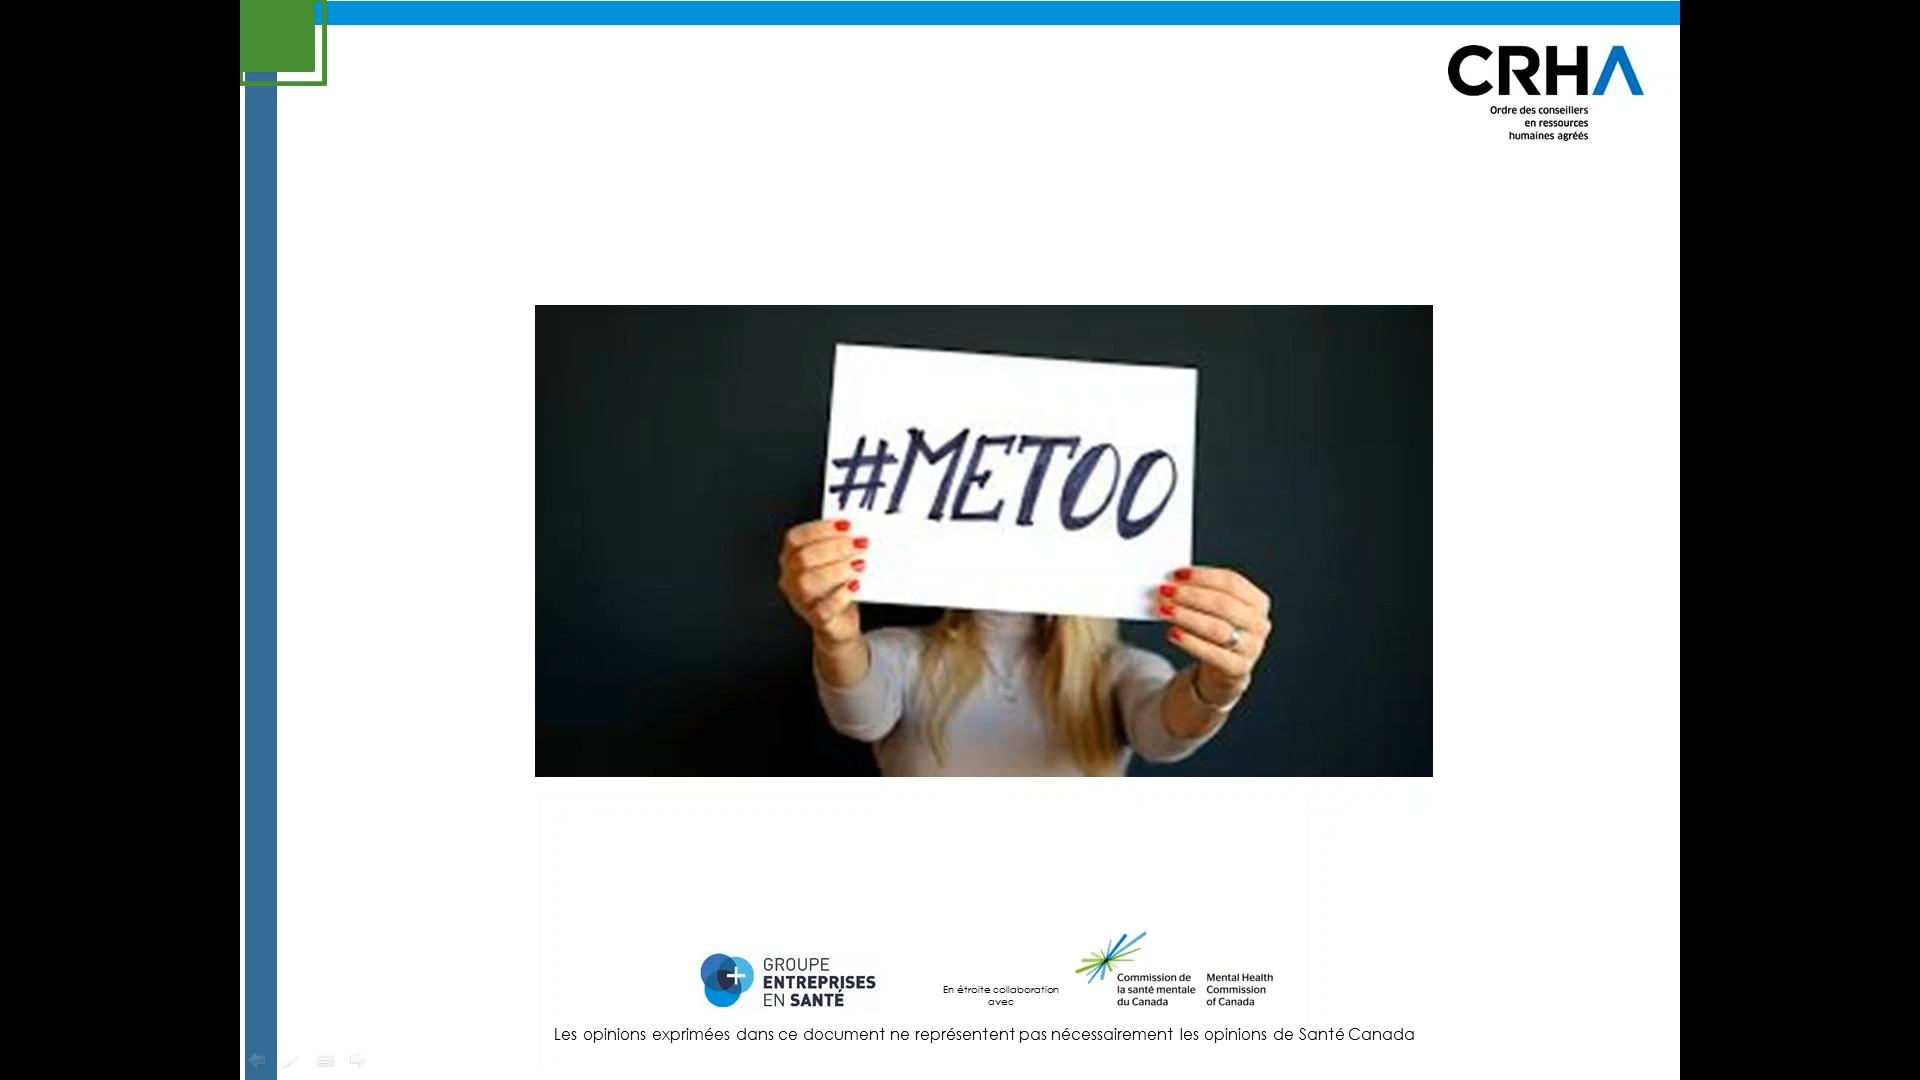 CRHA
Ordre des conseillers
en ressources
humaines agréés
#METOO
GROUPE
ENTREPRISES
EN SANTÉ
En étroite collaboration
avec
Commission de
la santé mentale
du Canada
Mental Health
Commission
of Canada
Les opinions exprimées dans ce document ne représentent pas nécessairement les opinions de Santé Canada